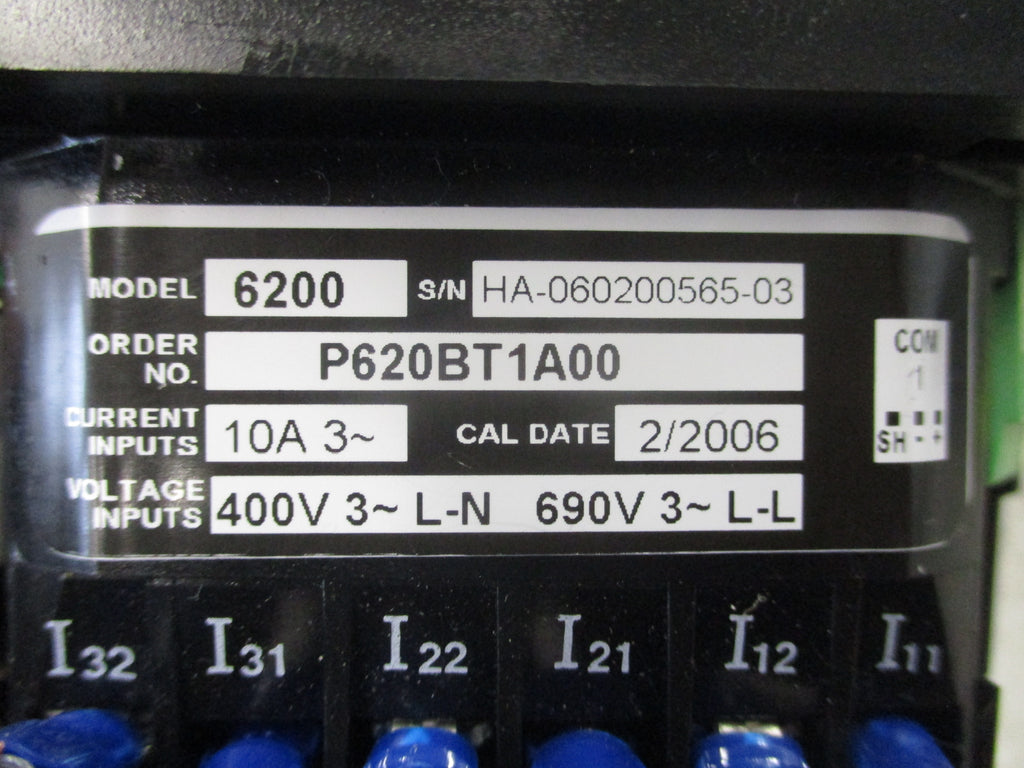 MODEL 6200 S/N HA-060200565-03
ORDER NO. P620BT1A00
CURRENT INPUTS 10A 3~ CAL DATE 2/2006
VOLTAGE INPUTS 400V 3~ L-N 690V 3~ L-L
COM
1
SH - +
I32 I31 I22 I21 I12 I11